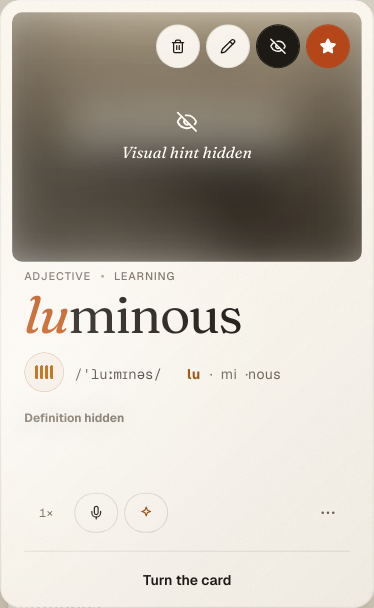 Visual hint hidden
ADJECTIVE • LEARNING
luminous
/ˈluːmɪnəs/ lu · mi ·nous
Definition hidden
1×
Turn the card